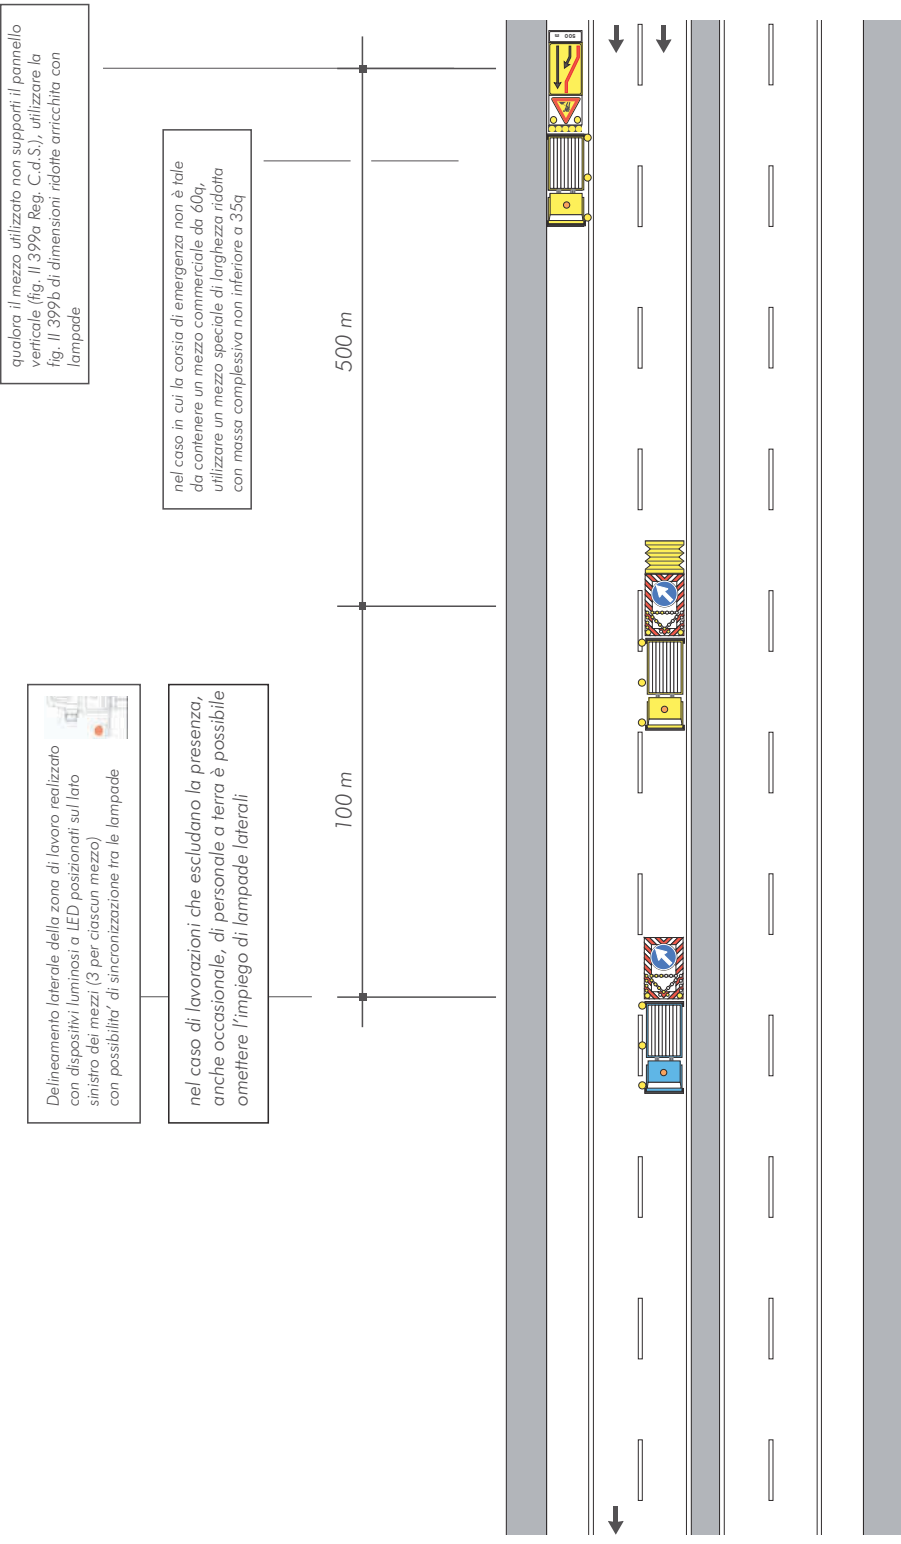 qualora il mezzo utilizzato non supporti il pannello
verticale (fig. II 399a Reg. C.d.S.), utilizzare la
fig. II 399b di dimensioni ridotte arricchita con
lampade
nel caso in cui la corsia di emergenza non è tale
da contenere un mezzo commerciale da 60q,
utilizzare un mezzo speciale di larghezza ridotta
con massa complessiva non inferiore a 35q
500 m
100 m
Delineamento laterale della zona di lavoro realizzato
con dispositvi luminosi a LED posizionati sul lato
sinistro dei mezzi (3 per ciascun mezzo)
con possibilita' di sincronizzazione tra le lampade
nel caso di lavorazioni che escludano la presenza,
anche occasionale, di personale a terra è possibile
omettere l'impiego di lampade laterali
500 m